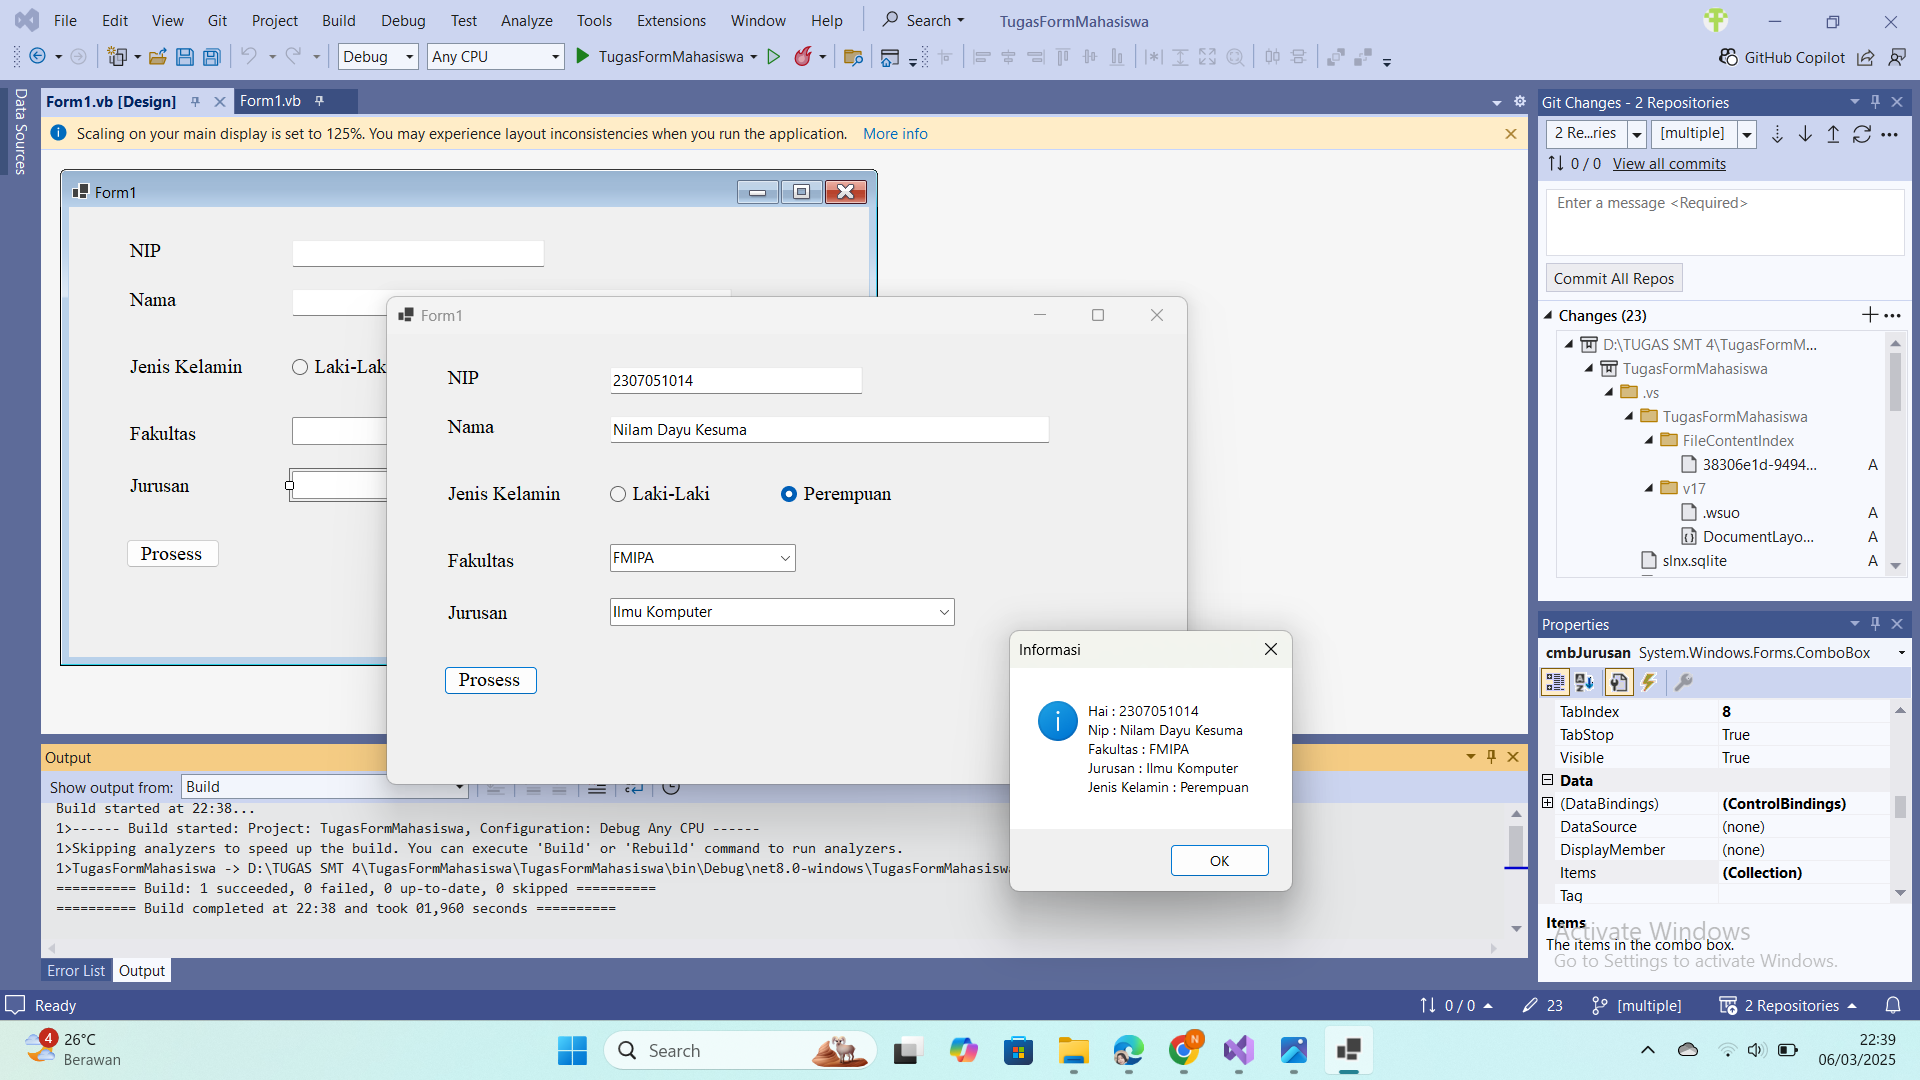 File Edit View Git Project Build Debug Test Analyze Tools Extensions Window Help Search TugasFormMahasiswa
Debug Any CPU TugasFormMahasiswa GitHub Copilot
Data Sources
Form1.vb [Design] Form1.vb
Scaling on your main display is set to 125%. You may experience layout inconsistencies when you run the application. More info
Form1
NIP
Nama
Jenis Kelamin Laki-Lak
Fakultas
Jurusan
Prosess
Form1
NIP 2307051014
Nama Nilam Dayu Kesuma
Jenis Kelamin Laki-Laki Perempuan
Fakultas FMIPA
Jurusan Ilmu Komputer
Prosess
Informasi
Hai : 2307051014
Nip : Nilam Dayu Kesuma
Fakultas : FMIPA
Jurusan : Ilmu Komputer
Jenis Kelamin : Perempuan
OK
Output
Show output from: Build
Build started at 22:38...
1>------ Build started: Project: TugasFormMahasiswa, Configuration: Debug Any CPU ------
1>Skipping analyzers to speed up the build. You can execute 'Build' or 'Rebuild' command to run analyzers.
1>TugasFormMahasiswa -> D:\TUGAS SMT 4\TugasFormMahasiswa\TugasFormMahasiswa\bin\Debug\net8.0-windows\TugasFormMahasiswa
========== Build: 1 succeeded, 0 failed, 0 up-to-date, 0 skipped ==========
========== Build completed at 22:38 and took 01,960 seconds ==========
Error List Output
Git Changes - 2 Repositories
2 Re...ries [multiple]
0 / 0 View all commits
Enter a message <Required>
Commit All Repos
Changes (23)
D:\TUGAS SMT 4\TugasFormM...
TugasFormMahasiswa
.vs
TugasFormMahasiswa
FileContentIndex
38306e1d-9494... A
v17
.wsuo A
DocumentLayo... A
slnx.sqlite A
Properties
cmbJurusan System.Windows.Forms.ComboBox
TabIndex 8
TabStop True
Visible True
Data
(DataBindings) (ControlBindings)
DataSource (none)
DisplayMember (none)
Items (Collection)
Tag
Items
The items in the combo box.
Activate Windows
Go to Settings to activate Windows.
Ready 0 / 0 23 [multiple] 2 Repositories
4 26°C
Berawan
Search
N
22:39
06/03/2025